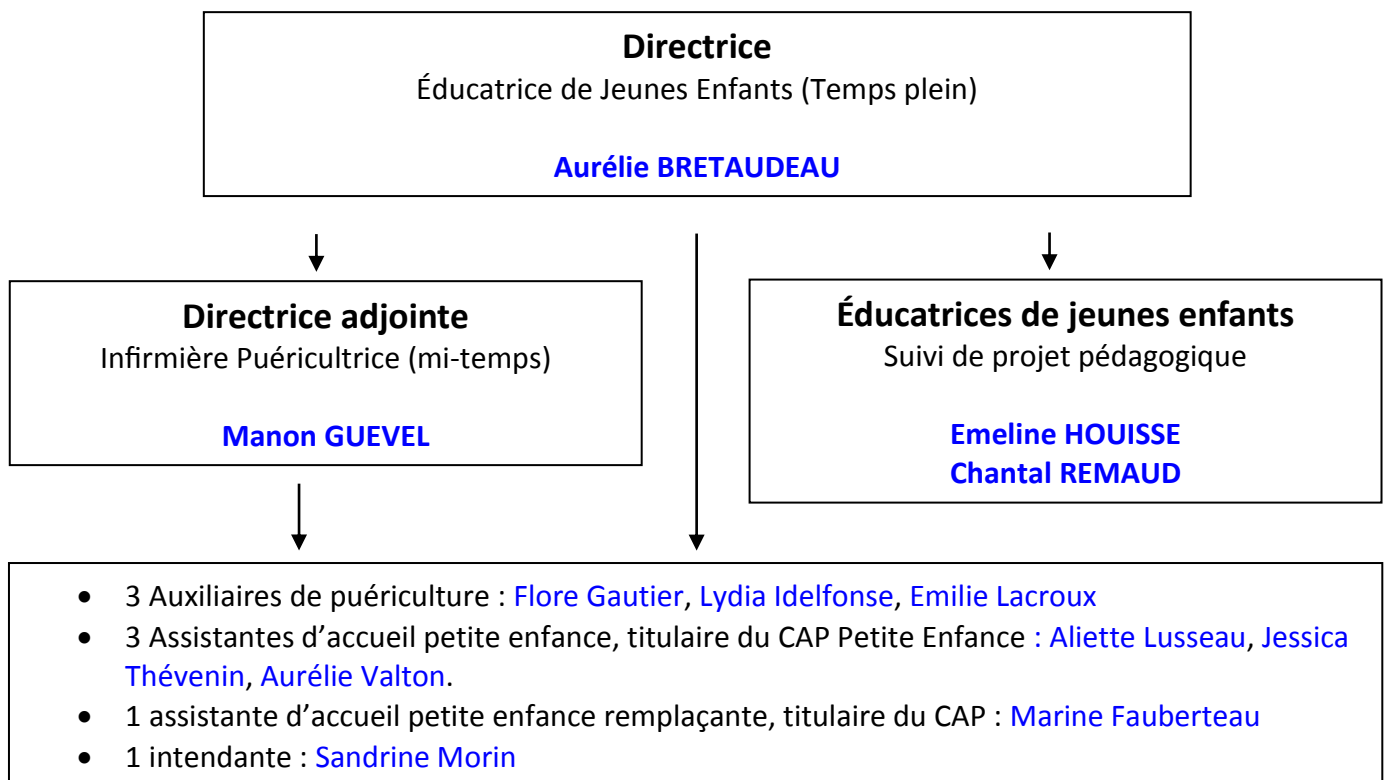 Directrice
Éducatrice de Jeunes Enfants (Temps plein)
Aurélie BRETAUDEAU
Directrice adjointe
Infirmière Puéricultrice (mi-temps)
Manon GUEVEL
Éducatrices de jeunes enfants
Suivi de projet pédagogique
Emeline HOUISSE
Chantal REMAUD
• 3 Auxiliaires de puériculture : Flore Gautier, Lydia Idelfonse, Emilie Lacroux
• 3 Assistantes d’accueil petite enfance, titulaire du CAP Petite Enfance : Aliette Lusseau, Jessica
Thévenin, Aurélie Valton.
• 1 assistante d’accueil petite enfance remplaçante, titulaire du CAP : Marine Fauberteau
• 1 intendante : Sandrine Morin